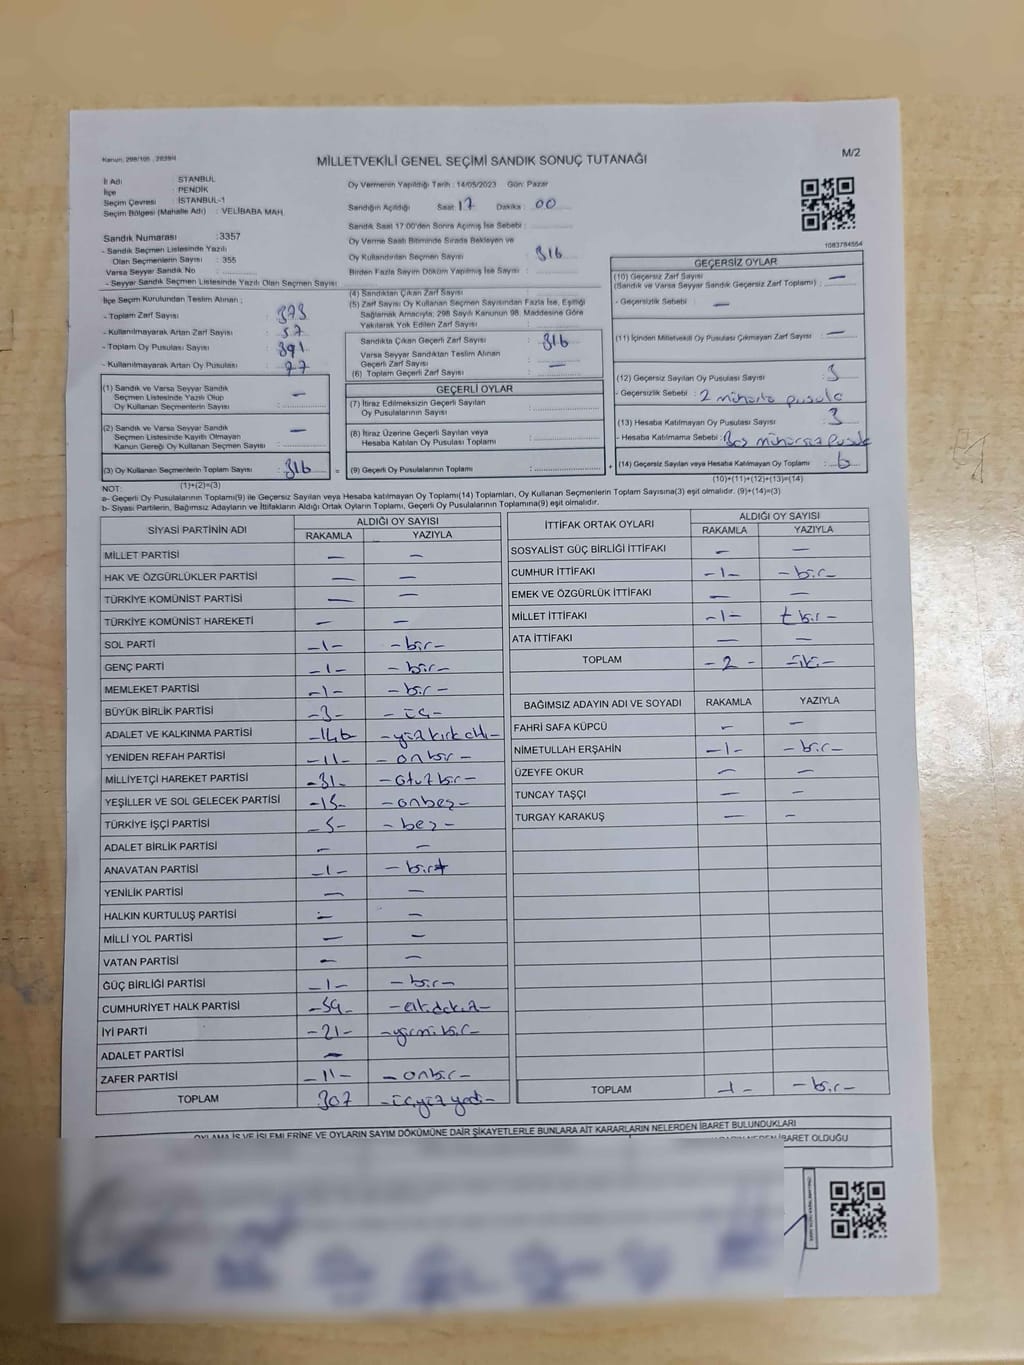 Kanun: 298/105 , 2839/4
MİLLETVEKİLİ GENEL SEÇİMİ SANDIK SONUÇ TUTANAĞI
M/2
İl Adı : STANBUL
İlçe : PENDİK
Seçim Çevresi : İSTANBUL-1
Seçim Bölgesi (Mahalle Adı) : VELİBABA MAH.
Oy Vermenin Yapıldığı Tarih : 14/05/2023 Gün: Pazar
Sandığın Açıldığı Saat 17 Dakika : 00
Sandık Saat 17:00'den Sonra Açılmış İse Sebebi :
Oy Verme Saati Bitiminde Sırada Bekleyen ve
Oy Kullandırılan Seçmen Sayısı : 316
Birden Fazla Sayım Döküm Yapılmış İse Sayısı :
1083784554
Sandık Numarası : 3357
- Sandık Seçmen Listesinde Yazılı
Olan Seçmenlerin Sayısı : 355
Varsa Seyyar Sandık No :
- Seyyar Sandık Seçmen Listesinde Yazılı Olan Seçmen Sayısı
İlçe Seçim Kurulundan Teslim Alınan ;
- Toplam Zarf Sayısı : 373
- Kullanılmayarak Artan Zarf Sayısı : 57
- Toplam Oy Pusulası Sayısı : 391
- Kullanılmayarak Artan Oy Pusulası : 77
(1) Sandık ve Varsa Seyyar Sandık
Seçmen Listesinde Yazılı Olup
Oy Kullanan Seçmenlerin Sayısı : —
(2) Sandık ve Varsa Seyyar Sandık
Seçmen Listesinde Kayıtlı Olmayan
Kanun Gereği Oy Kullanan Seçmen Sayısı : —
(3) Oy Kullanan Seçmenlerin Toplam Sayısı : 316
(1)+(2)=(3)
(4) Sandıktan Çıkan Zarf Sayısı :
(5) Zarf Sayısı Oy Kullanan Seçmen Sayısından Fazla İse, Eşitliği
Sağlamak Amacıyla; 298 Sayılı Kanunun 98. Maddesine Göre
Yakılarak Yok Edilen Zarf Sayısı :
Sandıkta Çıkan Geçerli Zarf Sayısı : 316
Varsa Seyyar Sandıktan Teslim Alınan
Geçerli Zarf Sayısı : —
(6) Toplam Geçerli Zarf Sayısı :
GEÇERLİ OYLAR
(7) İtiraz Edilmeksizin Geçerli Sayılan
Oy Pusulalarının Sayısı :
(8) İtiraz Üzerine Geçerli Sayılan veya
Hesaba Katılan Oy Pusulası Toplamı :
= (9) Geçerli Oy Pusulalarının Toplamı : +
GEÇERSİZ OYLAR
(10) Geçersiz Zarf Sayısı
(Sandık ve Varsa Seyyar Sandık Geçersiz Zarf Toplamı) : —
- Geçersizlik Sebebi : —
(11) İçinden Milletvekili Oy Pusulası Çıkmayan Zarf Sayısı : —
(12) Geçersiz Sayılan Oy Pusulası Sayısı : 3
- Geçersizlik Sebebi : 2 mühürlü pusula
(13) Hesaba Katılmayan Oy Pusulası Sayısı : 3
- Hesaba Katılmama Sebebi : Boş mühürsüz pusula
(14) Geçersiz Sayılan veya Hesaba Katılmayan Oy Toplamı : 6
(10)+(11)+(12)+(13)=(14)
NOT:
a- Geçerli Oy Pusulalarının Toplamı(9) ile Geçersiz Sayılan veya Hesaba katılmayan Oy Toplamı(14) Toplamları, Oy Kullanan Seçmenlerin Toplam Sayısına(3) eşit olmalıdır. (9)+(14)=(3)
b- Siyasi Partilerin, Bağımsız Adayların ve İttifakların Aldığı Ortak Oyların Toplamı, Geçerli Oy Pusulalarının Toplamına(9) eşit olmalıdır.
SİYASİ PARTİNİN ADI ALDIĞI OY SAYISI
RAKAMLA YAZIYLA
MİLLET PARTİSİ — —
HAK VE ÖZGÜRLÜKLER PARTİSİ — —
TÜRKİYE KOMÜNİST PARTİSİ — —
TÜRKİYE KOMÜNİST HAREKETİ — —
SOL PARTİ -1- -bir-
GENÇ PARTİ -1- -bir-
MEMLEKET PARTİSİ -1- -bir-
BÜYÜK BİRLİK PARTİSİ -3- -üç-
ADALET VE KALKINMA PARTİSİ -146 -yüz kırk altı-
YENİDEN REFAH PARTİSİ -11- -onbir-
MİLLİYETÇİ HAREKET PARTİSİ -31- -otuz bir-
YEŞİLLER VE SOL GELECEK PARTİSİ -15- -onbeş-
TÜRKİYE İŞÇİ PARTİSİ -5- -beş-
ADALET BİRLİK PARTİSİ — —
ANAVATAN PARTİSİ -1- -bir-
YENİLİK PARTİSİ — —
HALKIN KURTULUŞ PARTİSİ — —
MİLLİ YOL PARTİSİ — —
VATAN PARTİSİ — —
GÜÇ BİRLİĞİ PARTİSİ -1- -bir-
CUMHURİYET HALK PARTİSİ -59-
İYİ PARTİ -21- -yirmi bir-
ADALET PARTİSİ —
ZAFER PARTİSİ -11- -onbir-
TOPLAM 307 -üçyüz yedi-
İTTİFAK ORTAK OYLARI ALDIĞI OY SAYISI
RAKAMLA YAZIYLA
SOSYALİST GÜÇ BİRLİĞİ İTTİFAKI — —
CUMHUR İTTİFAKI -1- -bir-
EMEK VE ÖZGÜRLÜK İTTİFAKI — —
MİLLET İTTİFAKI -1- bir-
ATA İTTİFAKI — —
TOPLAM -2- -iki-
BAĞIMSIZ ADAYIN ADI VE SOYADI RAKAMLA YAZIYLA
FAHRİ SAFA KÜPCÜ — —
NİMETULLAH ERŞAHİN -1- -bir-
ÜZEYFE OKUR — —
TUNCAY TAŞÇI — —
TURGAY KARAKUŞ — —
TOPLAM -1- -bir-
OYLAMA İŞ VE İŞLEMLERİNE VE OYLARIN SAYIM DÖKÜMÜNE DAİR ŞİKAYETLERLE BUNLARA AİT KARARLARIN NELERDEN İBARET BULUNDUKLARI
İBARET OLDUĞU